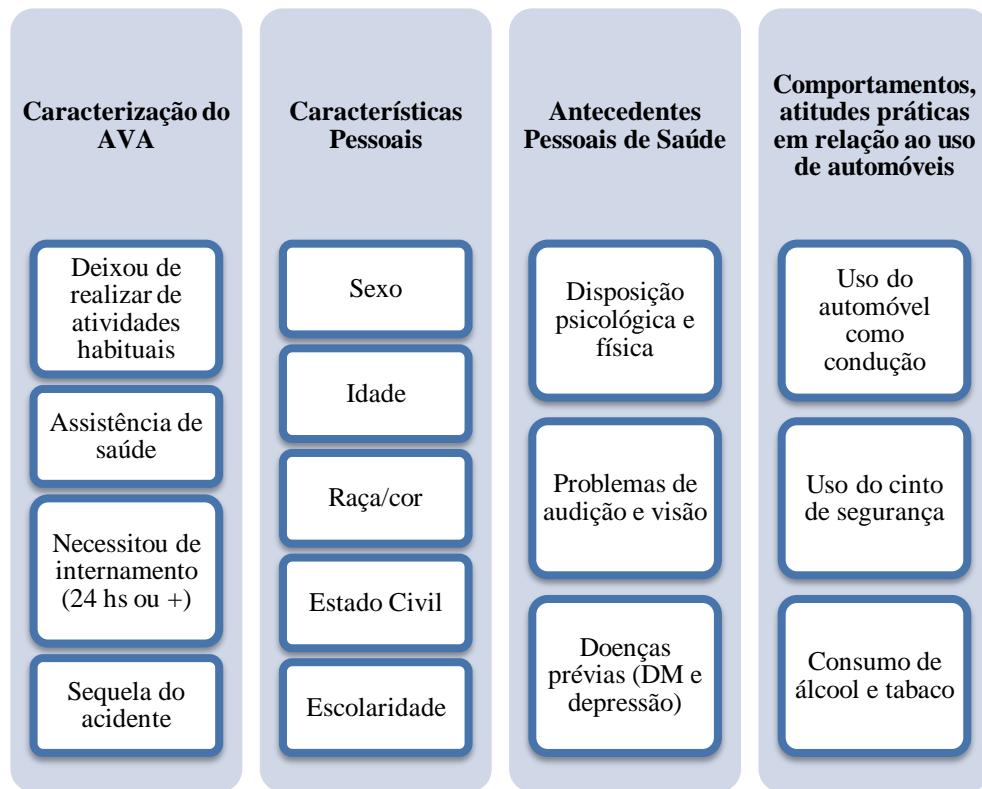 Caracterização do
AVA
Deixou de
realizar de
atividades
habituais
Assistência de
saúde
Necessitou de
internamento
(24 hs ou +)
Sequela do
acidente
Características
Pessoais
Sexo
Idade
Raça/cor
Estado Civil
Escolaridade
Antecedentes
Pessoais de Saúde
Disposição
psicológica e
física
Problemas de
audição e visão
Doenças
prévias (DM e
depressão)
Comportamentos,
atitudes práticas
em relação ao uso
de automóveis
Uso do
automóvel
como
condução
Uso do cinto
de segurança
Consumo de
álcool e tabaco